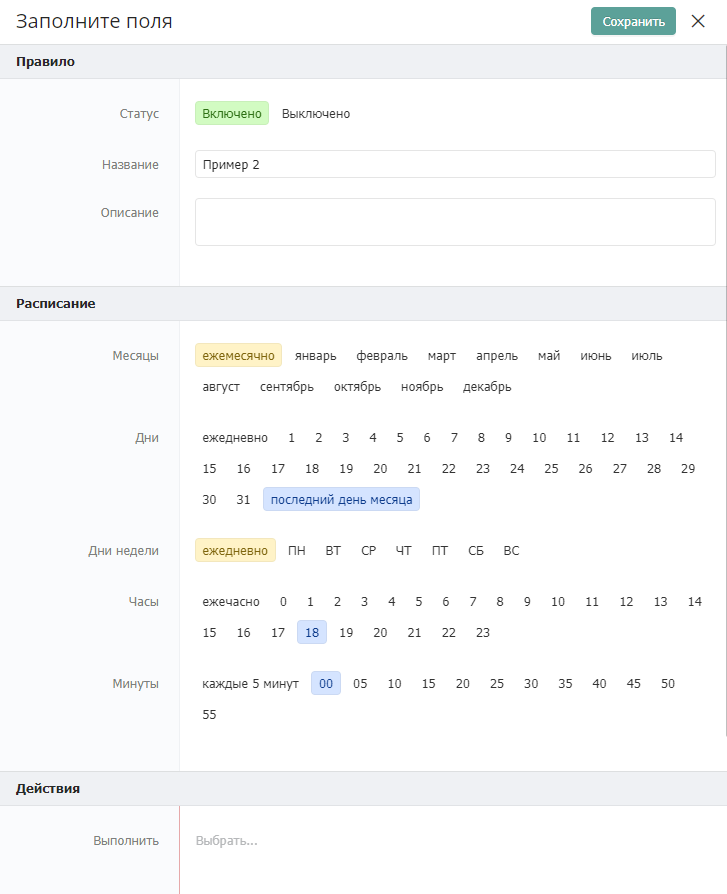 Заполните поля Сохранить
Правило
Статус Включено Выключено
Название Пример 2
Описание
Расписание
Месяцы ежемесячно январь февраль март апрель май июнь июль
август сентябрь октябрь ноябрь декабрь
Дни ежедневно 1 2 3 4 5 6 7 8 9 10 11 12 13 14
15 16 17 18 19 20 21 22 23 24 25 26 27 28 29
30 31 последний день месяца
Дни недели ежедневно ПН ВТ СР ЧТ ПТ СБ ВС
Часы ежечасно 0 1 2 3 4 5 6 7 8 9 10 11 12 13 14
15 16 17 18 19 20 21 22 23
Минуты каждые 5 минут 00 05 10 15 20 25 30 35 40 45 50
55
Действия
Выполнить Выбрать...